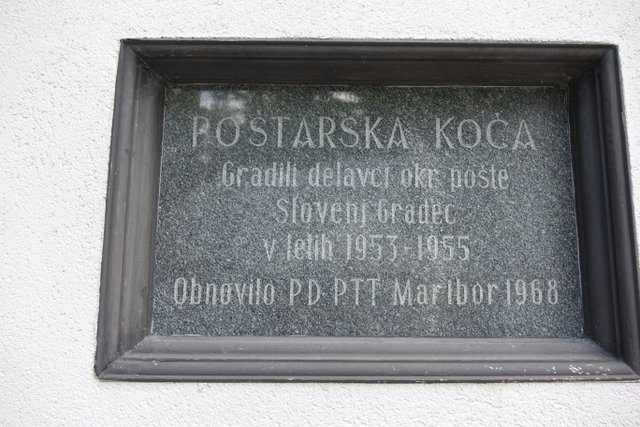 POŠTARSKA KOČA
Gradili delavci okr. pošte
Slovenj Gradec
v letih 1953-1955
Obnovilo PD PTT Maribor 1968